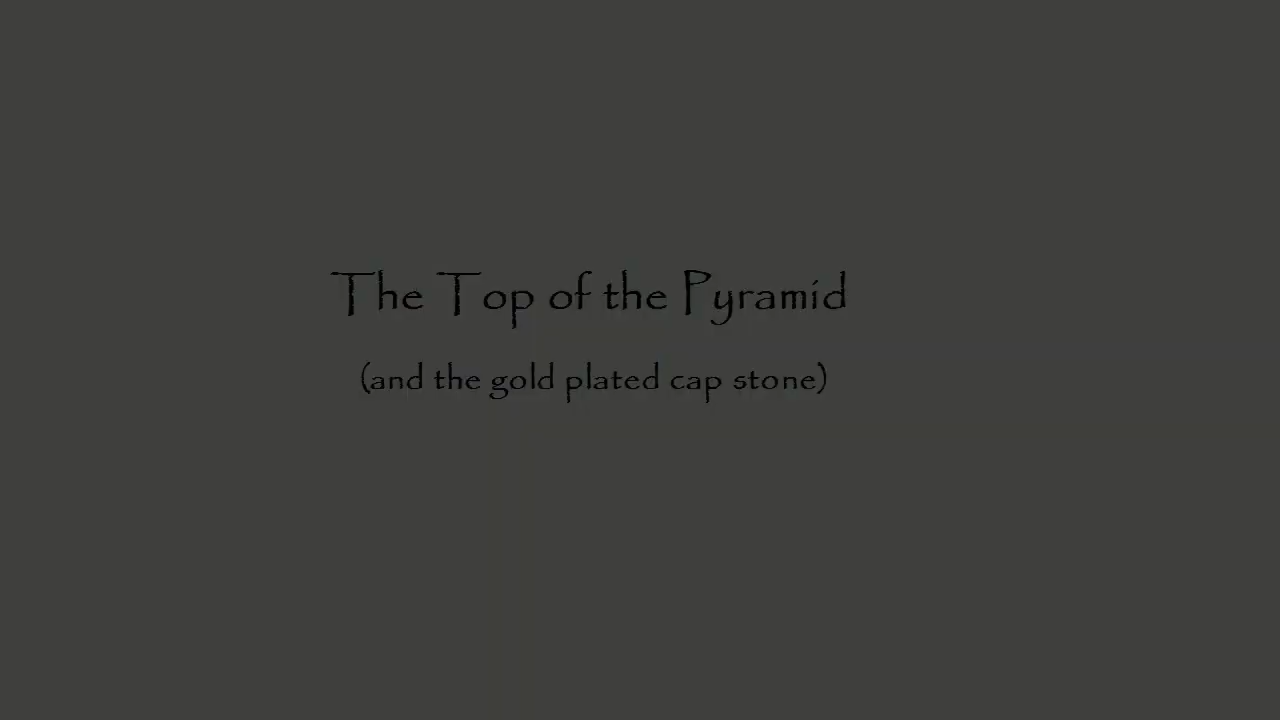 The Top of the Pyramid
(and the gold plated cap stone)